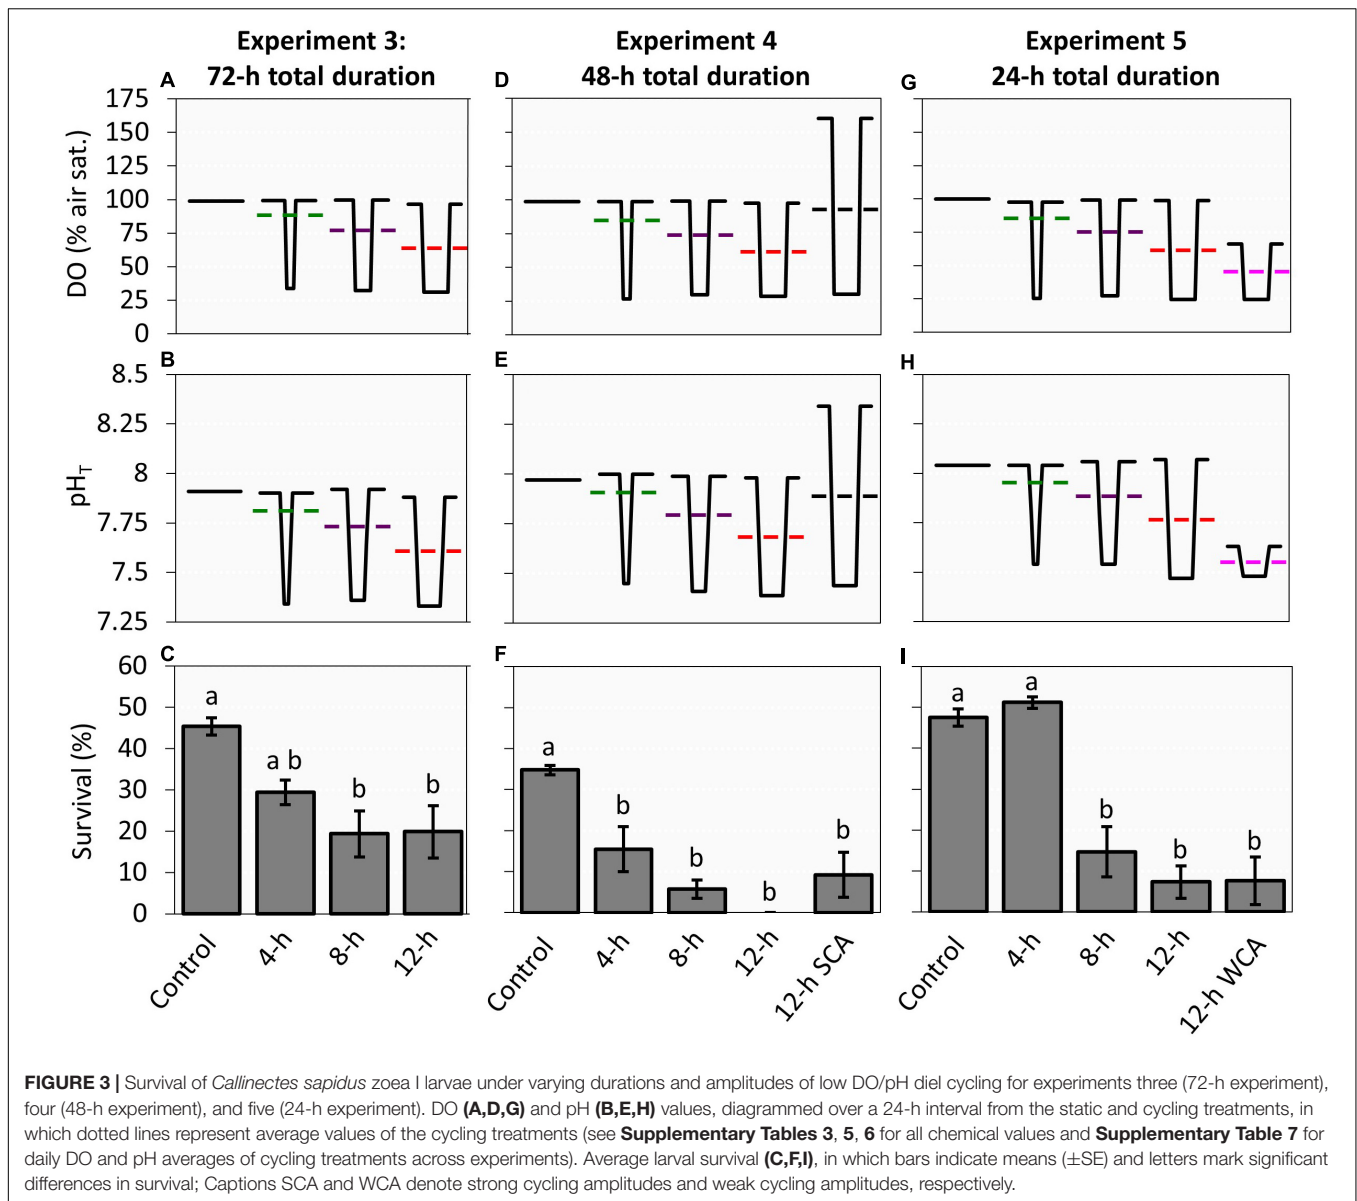 Experiment 3:
72-h total duration
Experiment 4
48-h total duration
Experiment 5
24-h total duration
A
D
G
DO (% air sat.)
175
150
125
100
75
50
25
0
B
E
H
pHT
8.5
8.25
8
7.75
7.5
7.25
C
F
I
Survival (%)
60
50
40
30
20
10
0
a
a b
b
b
a
b
b
b
b
a
a
b
b
b
Control
4-h
8-h
12-h
Control
4-h
8-h
12-h
12-h SCA
Control
4-h
8-h
12-h
12-h WCA
FIGURE 3 | Survival of Callinectes sapidus zoea I larvae under varying durations and amplitudes of low DO/pH diel cycling for experiments three (72-h experiment),
four (48-h experiment), and five (24-h experiment). DO (A,D,G) and pH (B,E,H) values, diagrammed over a 24-h interval from the static and cycling treatments, in
which dotted lines represent average values of the cycling treatments (see Supplementary Tables 3, 5, 6 for all chemical values and Supplementary Table 7 for
daily DO and pH averages of cycling treatments across experiments). Average larval survival (C,F,I), in which bars indicate means (±SE) and letters mark significant
differences in survival; Captions SCA and WCA denote strong cycling amplitudes and weak cycling amplitudes, respectively.